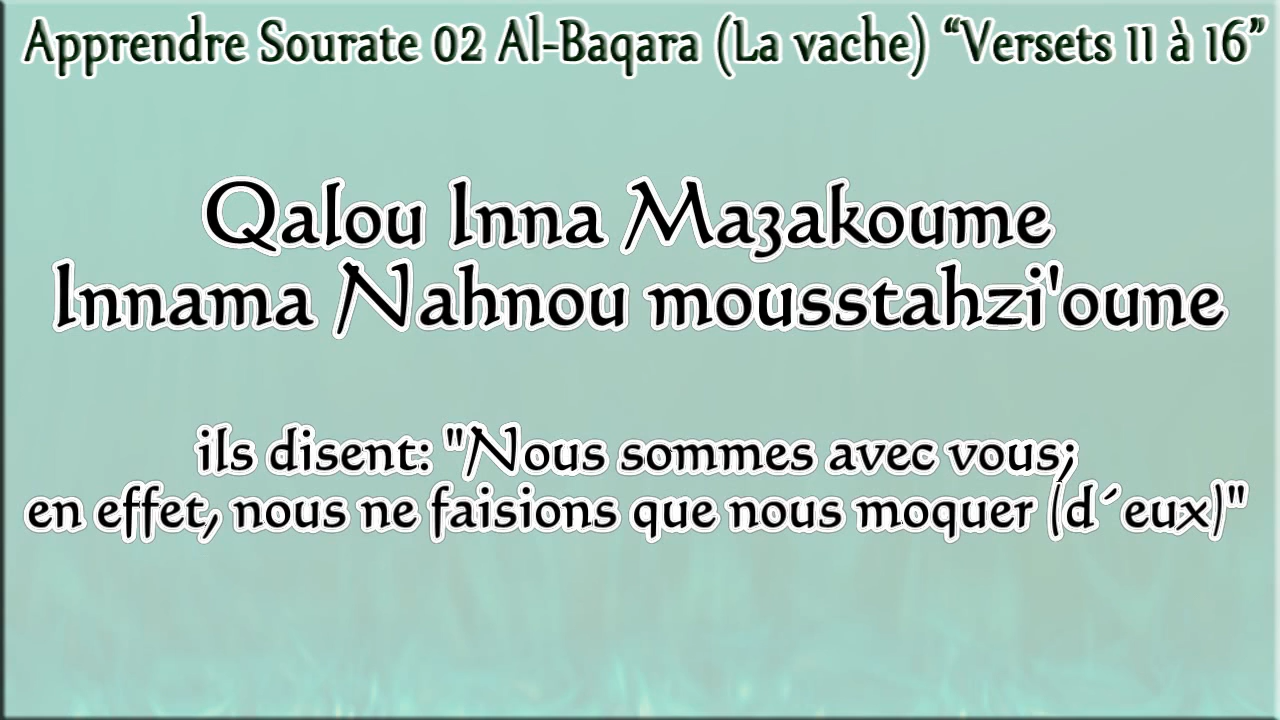 Apprendre Sourate 02 Al-Baqara (La vache) “Versets 11 à 16”
Qalou Inna Ma3akoume
Innama Nahnou mousstahzi'oune
ils disent: "Nous sommes avec vous;
en effet, nous ne faisions que nous moquer (d´eux)"